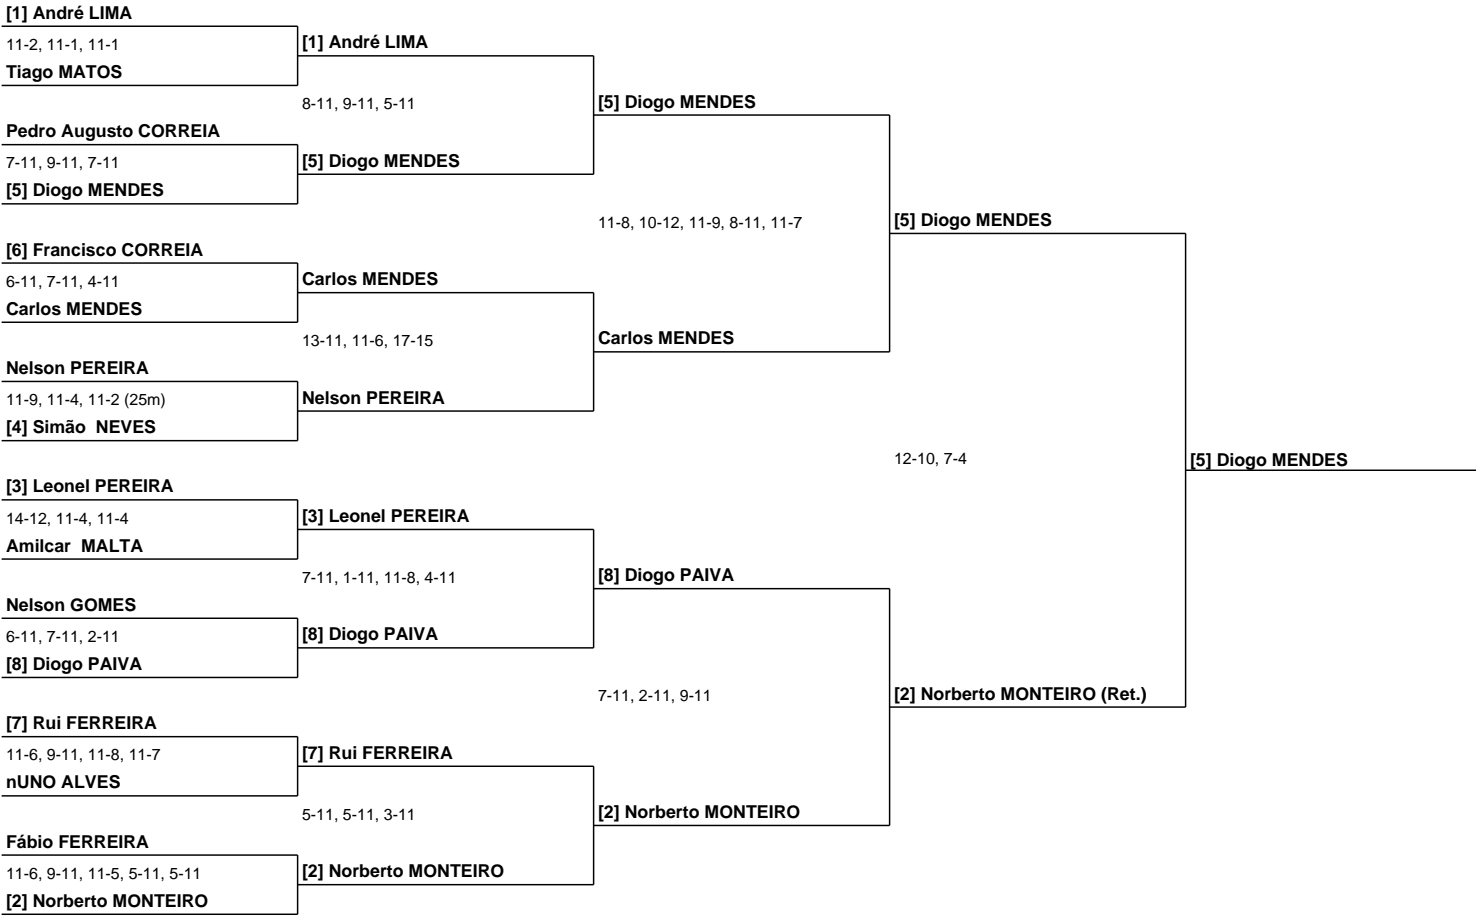 [1] André LIMA
11-2, 11-1, 11-1
Tiago MATOS
Pedro Augusto CORREIA
7-11, 9-11, 7-11
[5] Diogo MENDES
[6] Francisco CORREIA
6-11, 7-11, 4-11
Carlos MENDES
Nelson PEREIRA
11-9, 11-4, 11-2 (25m)
[4] Simão  NEVES
[3] Leonel PEREIRA
14-12, 11-4, 11-4
Amilcar  MALTA
Nelson GOMES
6-11, 7-11, 2-11
[8] Diogo PAIVA
[7] Rui FERREIRA
11-6, 9-11, 11-8, 11-7
nUNO ALVES
Fábio FERREIRA
11-6, 9-11, 11-5, 5-11, 5-11
[2] Norberto MONTEIRO
[1] André LIMA
8-11, 9-11, 5-11
[5] Diogo MENDES
Carlos MENDES
13-11, 11-6, 17-15
Nelson PEREIRA
[3] Leonel PEREIRA
7-11, 1-11, 11-8, 4-11
[8] Diogo PAIVA
[7] Rui FERREIRA
5-11, 5-11, 3-11
[2] Norberto MONTEIRO
[5] Diogo MENDES
11-8, 10-12, 11-9, 8-11, 11-7
Carlos MENDES
[8] Diogo PAIVA
7-11, 2-11, 9-11
[2] Norberto MONTEIRO
[5] Diogo MENDES
12-10, 7-4
[2] Norberto MONTEIRO (Ret.)
[5] Diogo MENDES